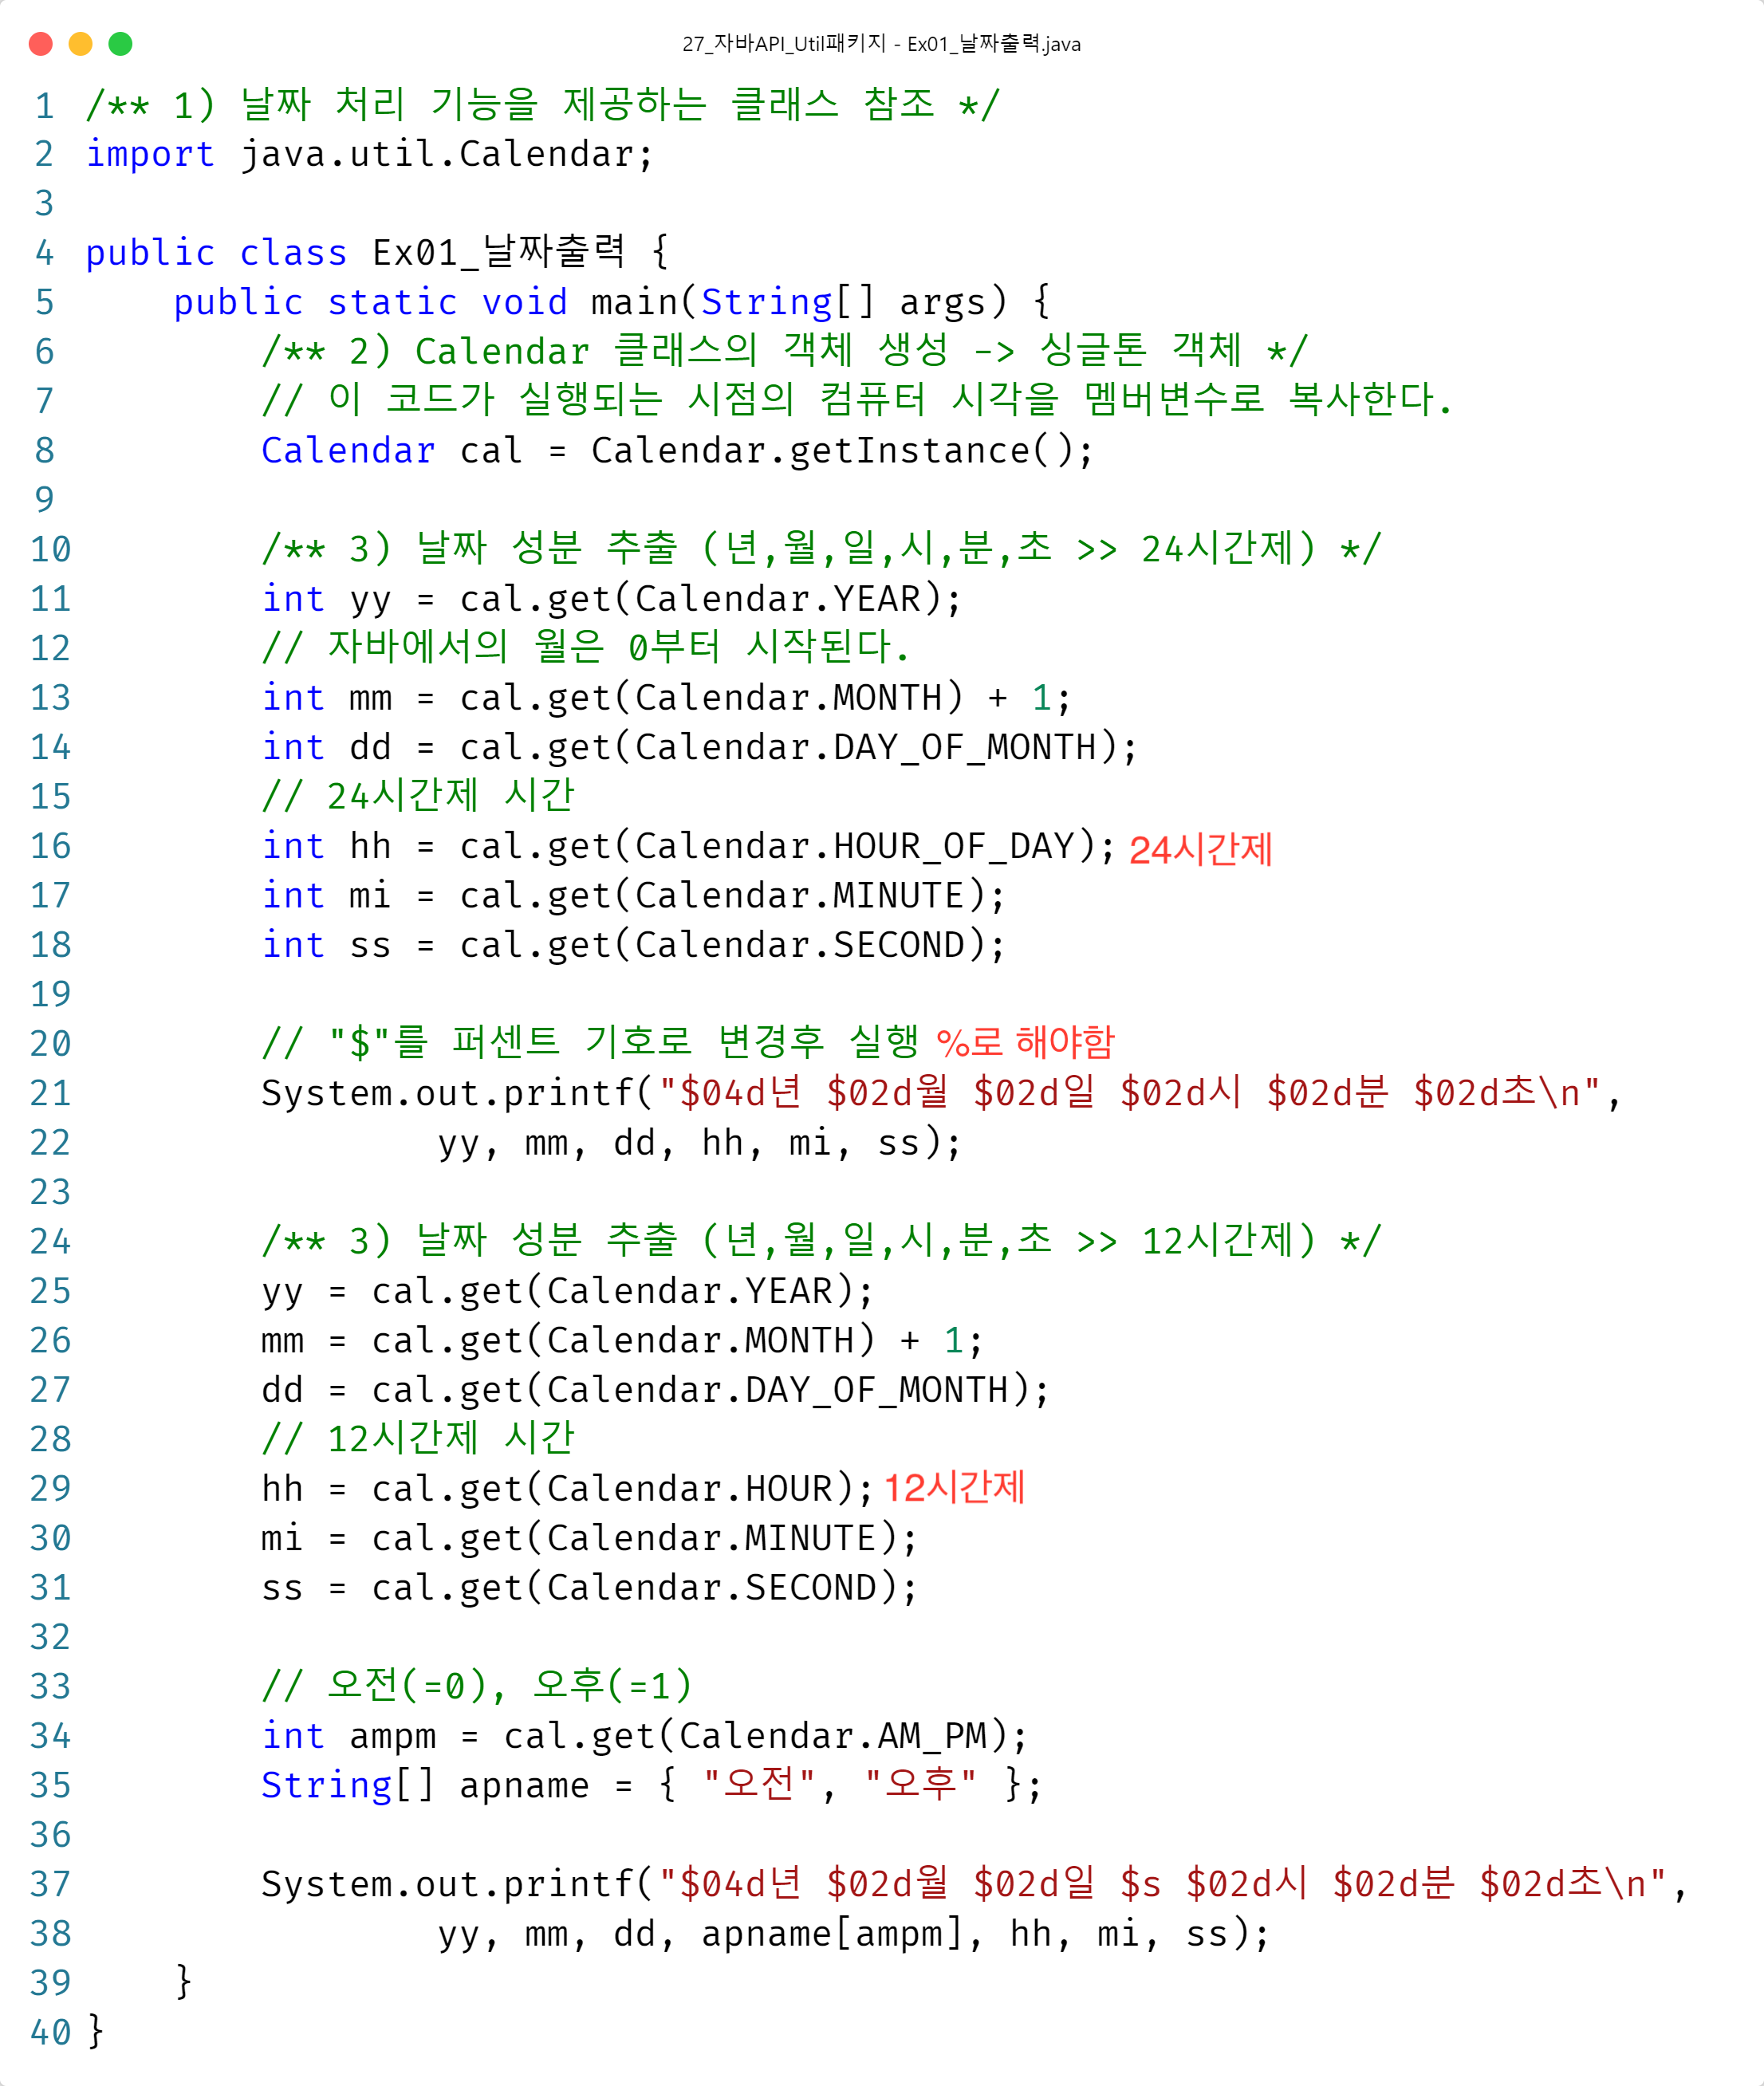 27_자바API_Util패키지 - Ex01_날짜출력.java
1 /** 1) 날짜 처리 기능을 제공하는 클래스 참조 */
2 import java.util.Calendar;
3
4 public class Ex01_날짜출력 {
5     public static void main(String[] args) {
6         /** 2) Calendar 클래스의 객체 생성 -> 싱글톤 객체 */
7         // 이 코드가 실행되는 시점의 컴퓨터 시각을 멤버변수로 복사한다.
8         Calendar cal = Calendar.getInstance();
9
10         /** 3) 날짜 성분 추출 (년,월,일,시,분,초 >> 24시간제) */
11         int yy = cal.get(Calendar.YEAR);
12         // 자바에서의 월은 0부터 시작된다.
13         int mm = cal.get(Calendar.MONTH) + 1;
14         int dd = cal.get(Calendar.DAY_OF_MONTH);
15         // 24시간제 시간
16         int hh = cal.get(Calendar.HOUR_OF_DAY); 24시간제
17         int mi = cal.get(Calendar.MINUTE);
18         int ss = cal.get(Calendar.SECOND);
19
20         // "$"를 퍼센트 기호로 변경후 실행 %로 해야함
21         System.out.printf("$04d년 $02d월 $02d일 $02d시 $02d분 $02d초\n",
22                 yy, mm, dd, hh, mi, ss);
23
24         /** 3) 날짜 성분 추출 (년,월,일,시,분,초 >> 12시간제) */
25         yy = cal.get(Calendar.YEAR);
26         mm = cal.get(Calendar.MONTH) + 1;
27         dd = cal.get(Calendar.DAY_OF_MONTH);
28         // 12시간제 시간
29         hh = cal.get(Calendar.HOUR); 12시간제
30         mi = cal.get(Calendar.MINUTE);
31         ss = cal.get(Calendar.SECOND);
32
33         // 오전(=0), 오후(=1)
34         int ampm = cal.get(Calendar.AM_PM);
35         String[] apname = { "오전", "오후" };
36
37         System.out.printf("$04d년 $02d월 $02d일 $s $02d시 $02d분 $02d초\n",
38                 yy, mm, dd, apname[ampm], hh, mi, ss);
39     }
40 }